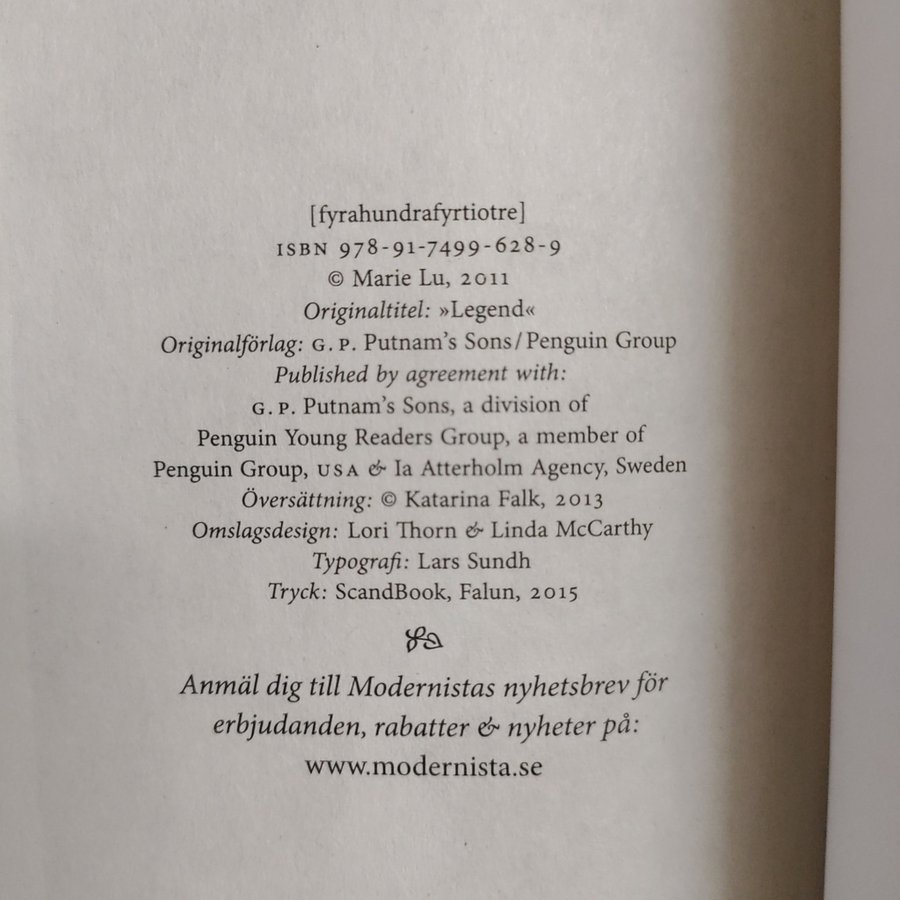 [fyrahundrafyrtiotre]
ISBN 978-91-7499-628-9
© Marie Lu, 2011
Originaltitel: »Legend«
Originalförlag: G. P. Putnam's Sons/Penguin Group
Published by agreement with:
G. P. Putnam's Sons, a division of
Penguin Young Readers Group, a member of
Penguin Group, USA & Ia Atterholm Agency, Sweden
Översättning: © Katarina Falk, 2013
Omslagsdesign: Lori Thorn & Linda McCarthy
Typografi: Lars Sundh
Tryck: ScandBook, Falun, 2015
Anmäl dig till Modernistas nyhetsbrev för
erbjudanden, rabatter & nyheter på:
www.modernista.se